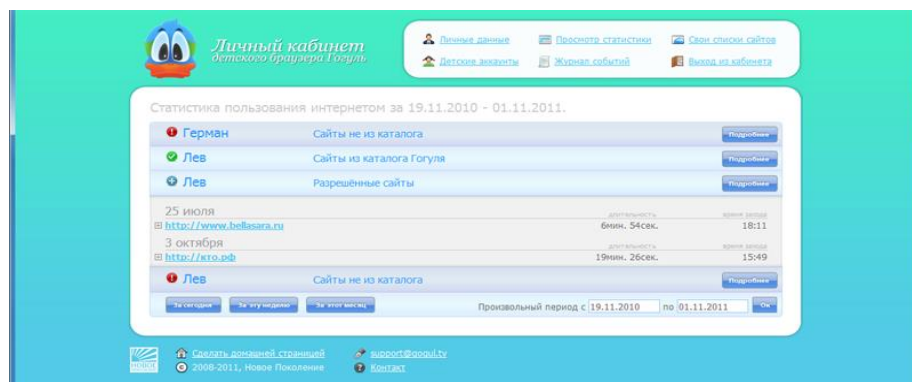 Личный кабинет
детского браузера Гогуль
Личные данные
Просмотр статистики
Свои списки сайтов
Детские аккаунты
Журнал событий
Выход из кабинета
Статистика пользования интернетом за 19.11.2010 - 01.11.2011.
Герман Сайты не из каталога Подробнее
Лев Сайты из каталога Гогуля Подробнее
Лев Разрешённые сайты Подробнее
25 июля длительность время захода
http://www.bellasara.ru 6мин. 54сек. 18:11
3 октября длительность время захода
http://кто.рф 19мин. 26сек. 15:49
Лев Сайты не из каталога Подробнее
За сегодня За эту неделю За этот месяц Произвольный период с 19.11.2010 по 01.11.2011 Ок
Сделать домашней страницей support@gogul.tv
НОВОЕ © 2008-2011, Новое Поколение Контакт